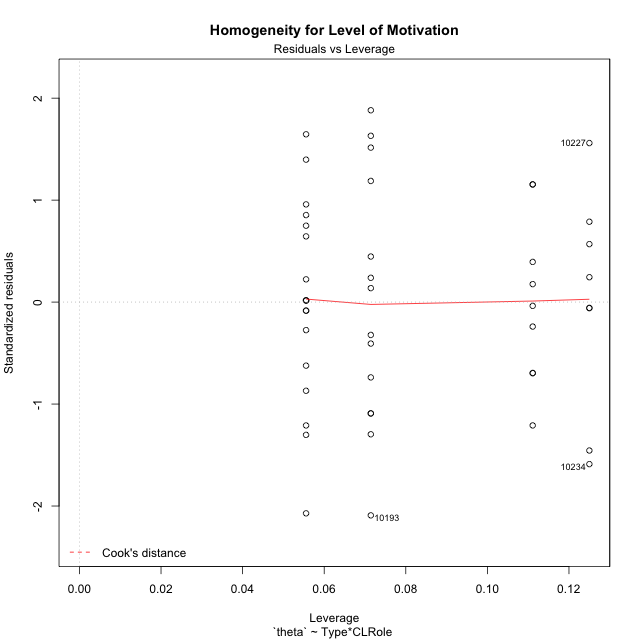 Homogeneity for Level of Motivation
Residuals vs Leverage
Standardized residuals
2
1
0
-1
-2
10227
10234
10193
Cook's distance
0.00 0.02 0.04 0.06 0.08 0.10 0.12
Leverage
`theta` ~ Type*CLRole